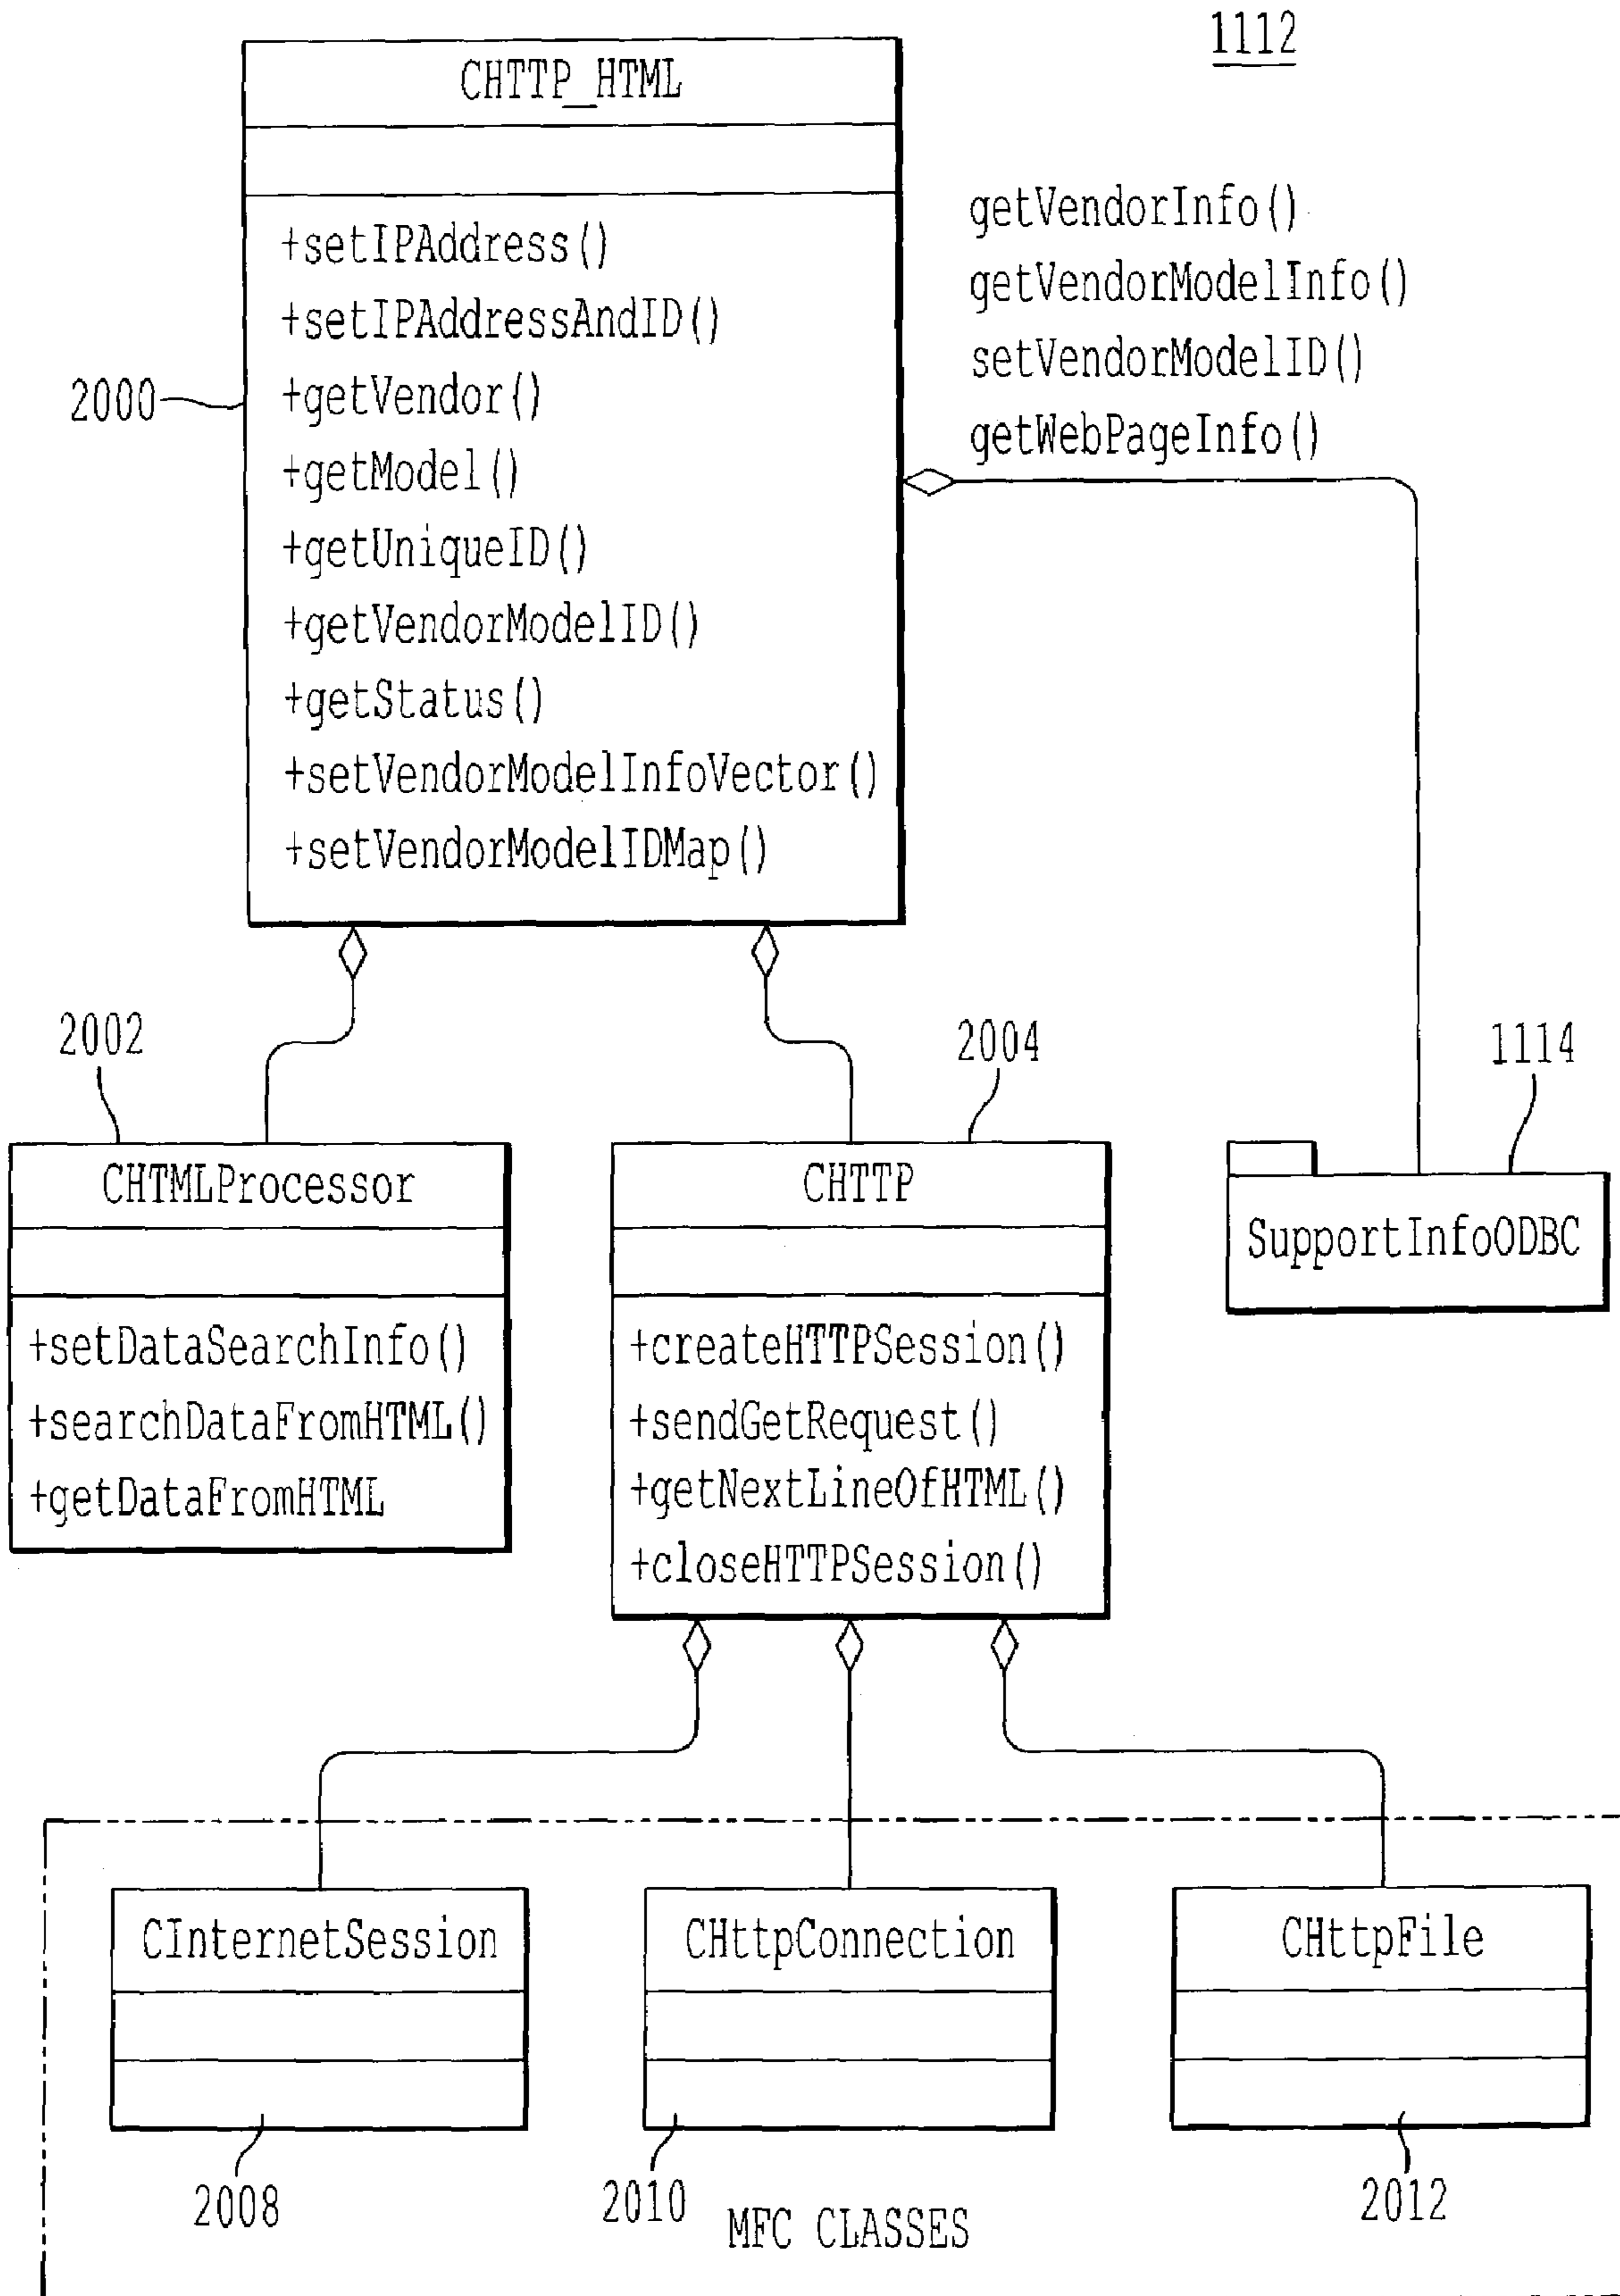 1112
CHTTP_HTML
+setIPAddress()
+setIPAddressAndID()
+getVendor()
+getModel()
+getUniqueID()
+getVendorModelID()
+getStatus()
+setVendorModelInfoVector()
+setVendorModelIDMap()
2000
getVendorInfo()
getVendorModelInfo()
setVendorModelID()
getWebPageInfo()
2002
2004
1114
CHTMLProcessor
+setDataSearchInfo()
+searchDataFromHTML()
+getDataFromHTML
CHTTP
+createHTTPSession()
+sendGetRequest()
+getNextLineOfHTML()
+closeHTTPSession()
SupportInfoODBC
CInternetSession
CHttpConnection
CHttpFile
2008
2010
2012
MFC CLASSES